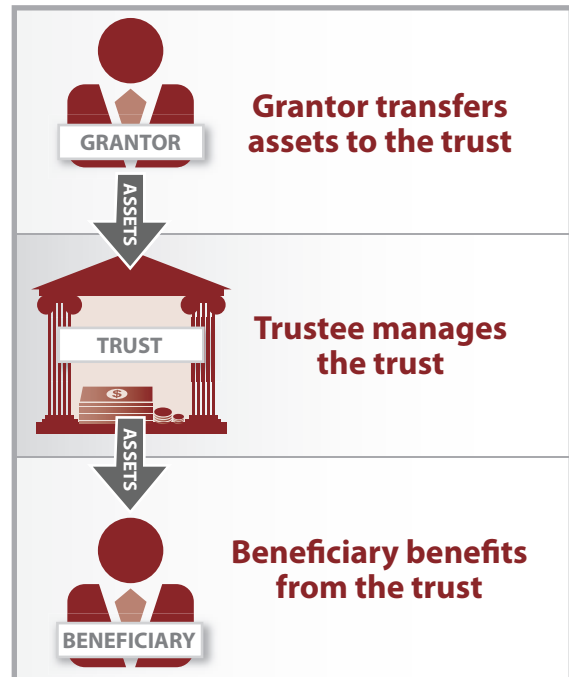 GRANTOR
Grantor transfers
assets to the trust
ASSETS
TRUST
$
Trustee manages
the trust
ASSETS
BENEFICIARY
Beneficiary benefits
from the trust